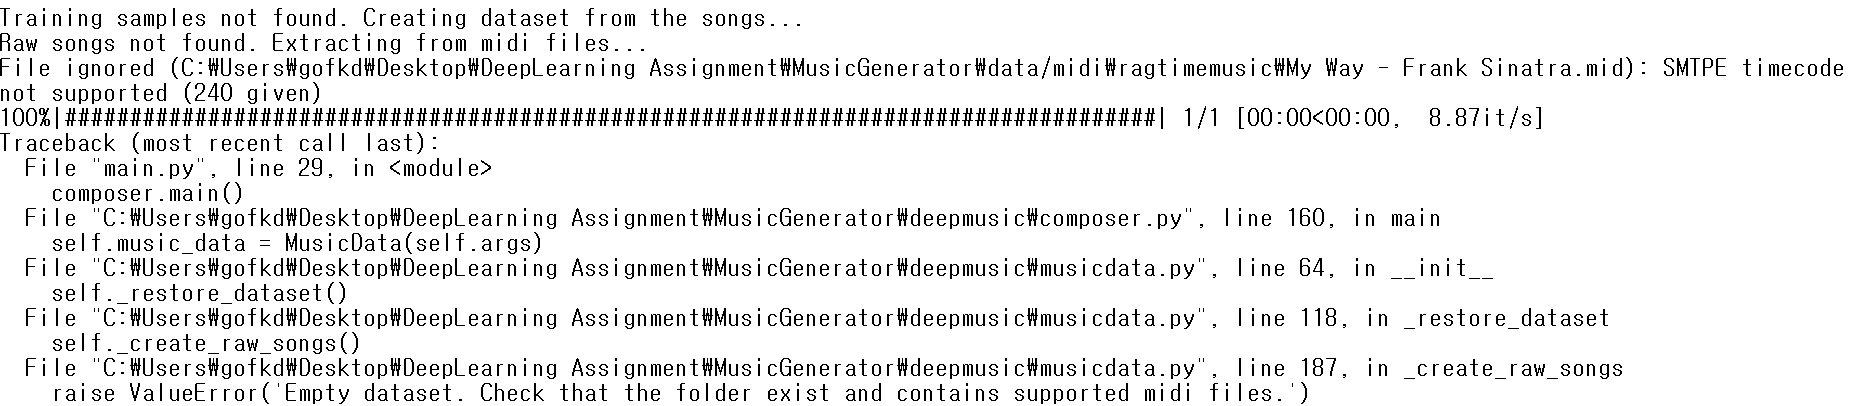 Training samples not found. Creating dataset from the songs...
Raw songs not found. Extracting from midi files...
File ignored (C:₩Users₩gofkd₩Desktop₩DeepLearning Assignment₩MusicGenerator₩data/midi₩ragtimemusic₩My Way - Frank Sinatra.mid): SMTPE timecode
not supported (240 given)
100%|####################################################################################| 1/1 [00:00<00:00,  8.87it/s]
Traceback (most recent call last):
  File "main.py", line 29, in <module>
    composer.main()
  File "C:₩Users₩gofkd₩Desktop₩DeepLearning Assignment₩MusicGenerator₩deepmusic₩composer.py", line 160, in main
    self.music_data = MusicData(self.args)
  File "C:₩Users₩gofkd₩Desktop₩DeepLearning Assignment₩MusicGenerator₩deepmusic₩musicdata.py", line 64, in __init__
    self._restore_dataset()
  File "C:₩Users₩gofkd₩Desktop₩DeepLearning Assignment₩MusicGenerator₩deepmusic₩musicdata.py", line 118, in _restore_dataset
    self._create_raw_songs()
  File "C:₩Users₩gofkd₩Desktop₩DeepLearning Assignment₩MusicGenerator₩deepmusic₩musicdata.py", line 187, in _create_raw_songs
    raise ValueError('Empty dataset. Check that the folder exist and contains supported midi files.')